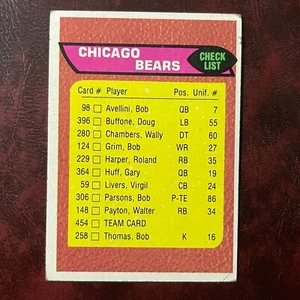 CHICAGO
BEARS
CHECK
LIST
Card # Player Pos. Unif. #
98 Avellini, Bob QB 7
396 Buffone, Doug LB 55
280 Chambers, Wally DT 60
124 Grim, Bob WR 27
229 Harper, Roland RB 35
364 Huff, Gary QB 19
59 Livers, Virgil CB 24
306 Parsons, Bob P-TE 86
148 Payton, Walter RB 34
454 TEAM CARD
258 Thomas, Bob K 16